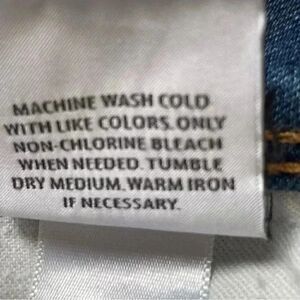 MACHINE WASH COLD
WITH LIKE COLORS. ONLY
NON-CHLORINE BLEACH
WHEN NEEDED. TUMBLE
DRY MEDIUM. WARM IRON
IF NECESSARY.